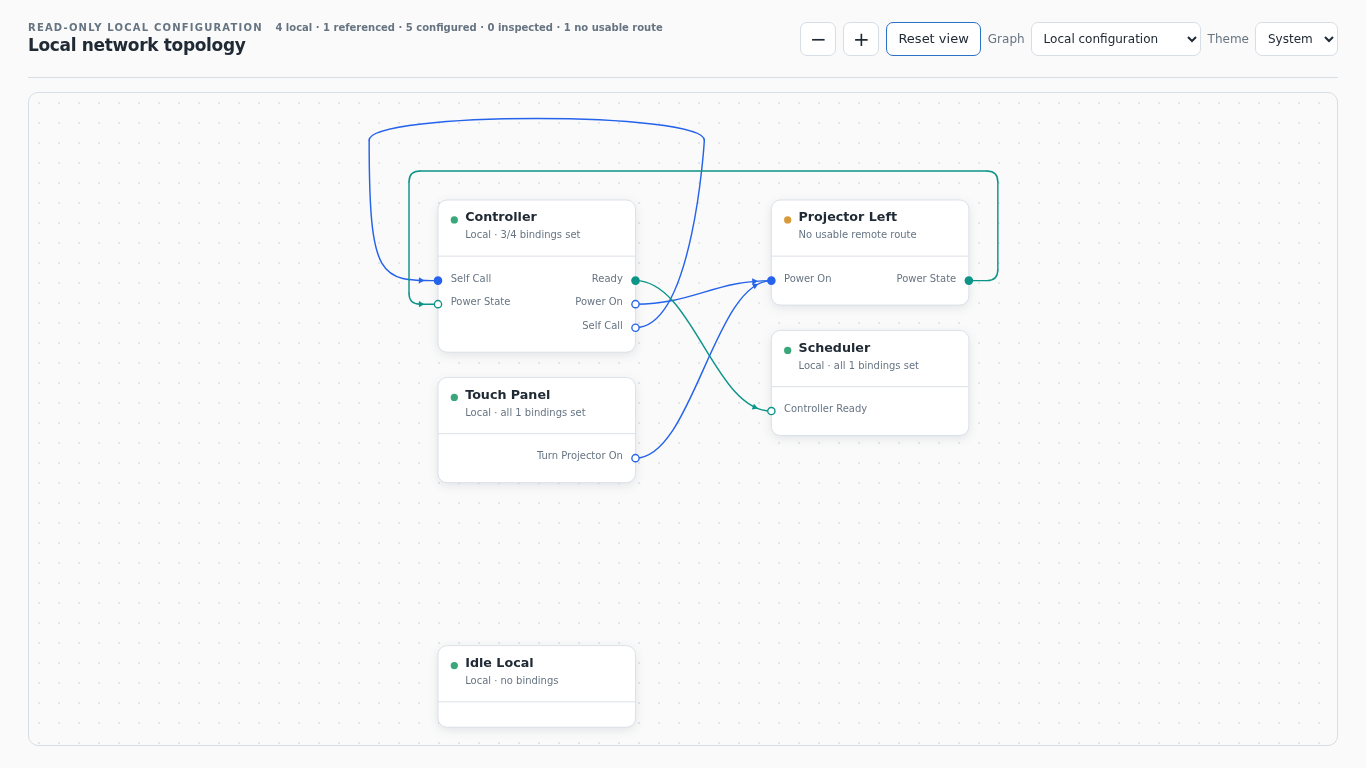 READ-ONLY LOCAL CONFIGURATION 4 local · 1 referenced · 5 configured · 0 inspected · 1 no usable route
Local network topology
− + Reset view Graph Local configuration Theme System
Controller
Local · 3/4 bindings set
Self Call Ready
Power State Power On
Self Call
Projector Left
No usable remote route
Power On Power State
Scheduler
Local · all 1 bindings set
Controller Ready
Touch Panel
Local · all 1 bindings set
Turn Projector On
Idle Local
Local · no bindings